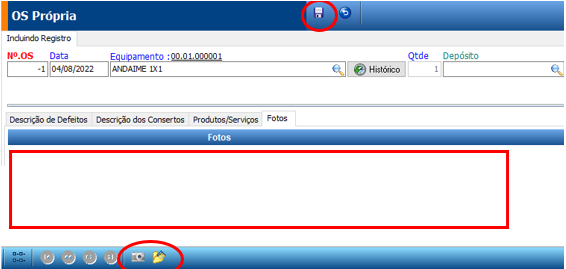 OS Própria
Incluindo Registro
Nº.OS Data Equipamento : 00.01.000001 Qtde Depósito
-1 04/08/2022 ANDAIME 1X1 Histórico 1
Descrição de Defeitos Descrição dos Consertos Produtos/Serviços Fotos
Fotos